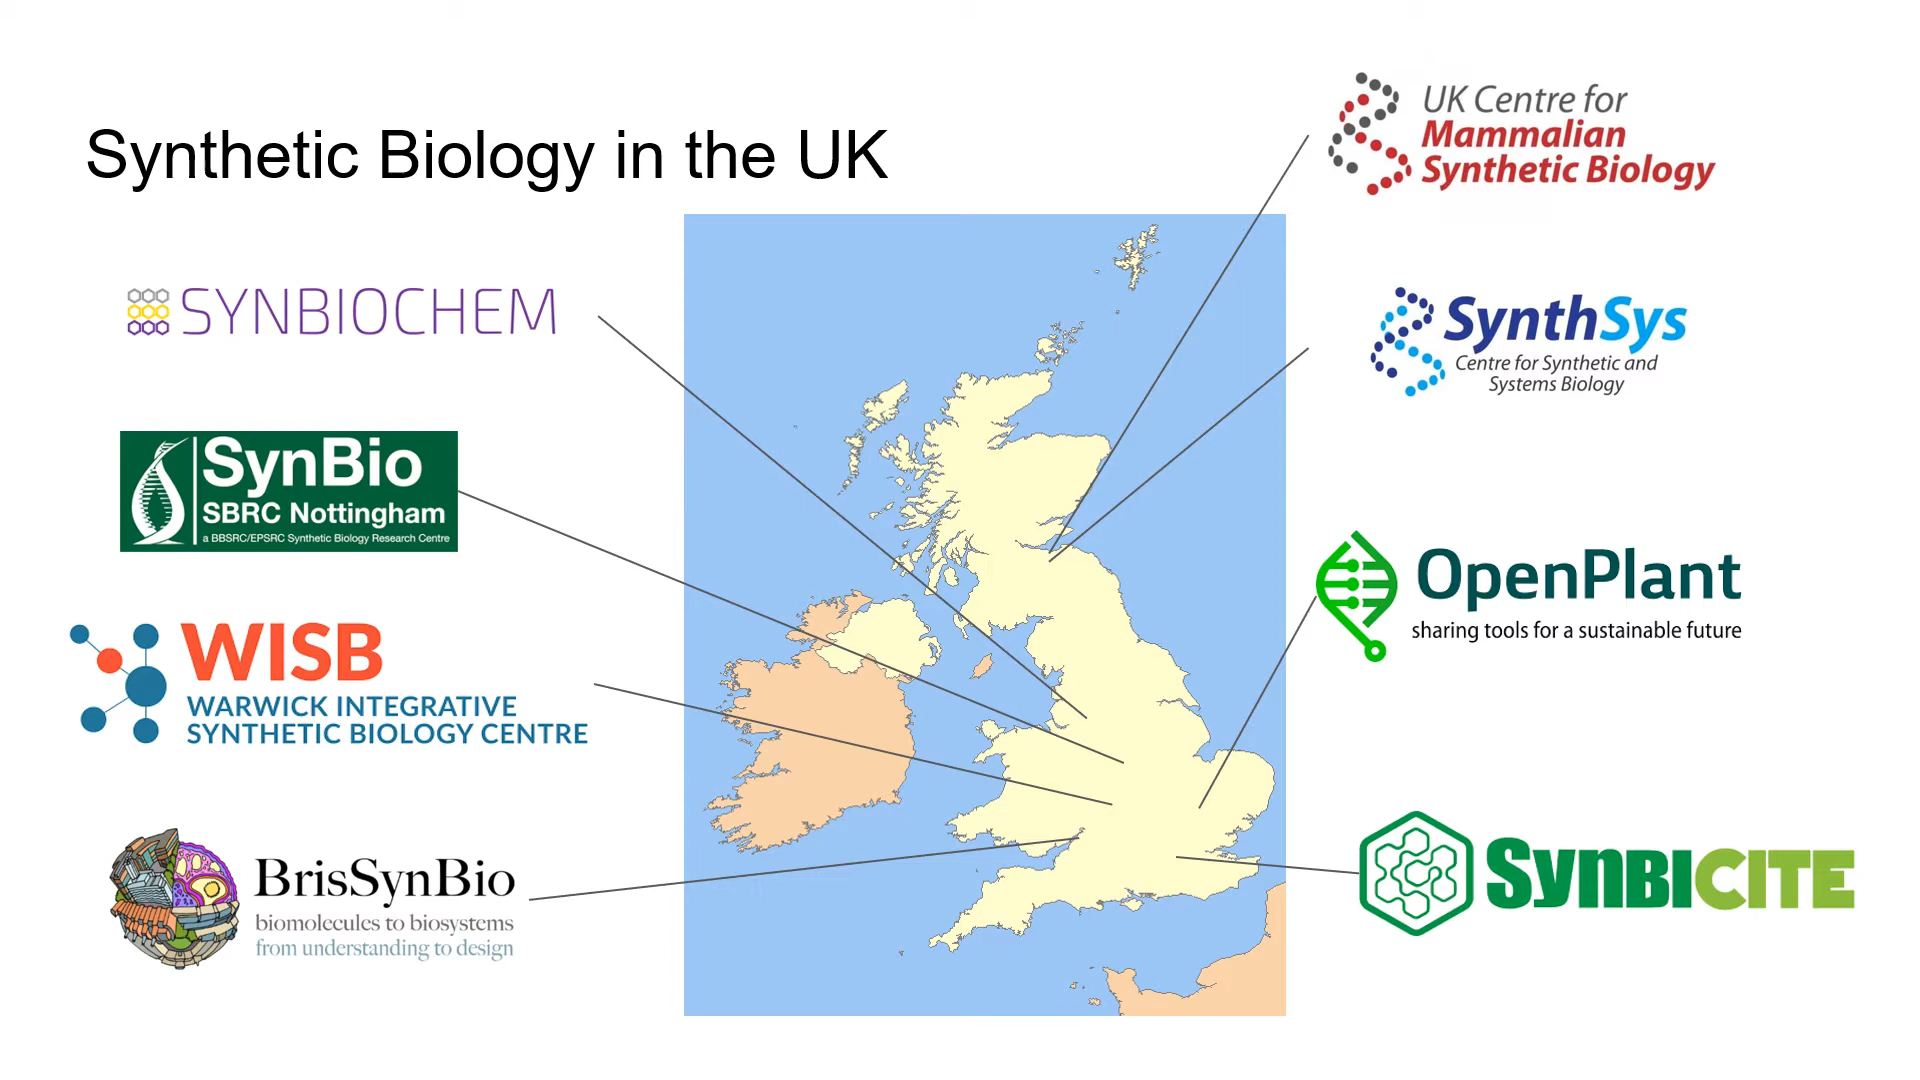 Synthetic Biology in the UK
SYNBIOCHEM
SynBio
SBRC Nottingham
a BBSRC/EPSRC Synthetic Biology Research Centre
WISB
WARWICK INTEGRATIVE
SYNTHETIC BIOLOGY CENTRE
BrisSynBio
biomolecules to biosystems
from understanding to design
UK Centre for
Mammalian
Synthetic Biology
SynthSys
Centre for Synthetic and
Systems Biology
OpenPlant
sharing tools for a sustainable future
SYNBICITE